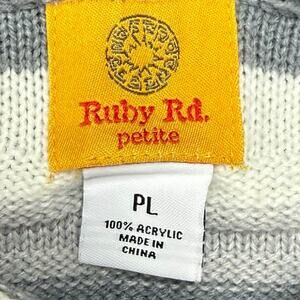 Ruby Rd.
petite
PL
100% ACRYLIC
MADE IN
CHINA